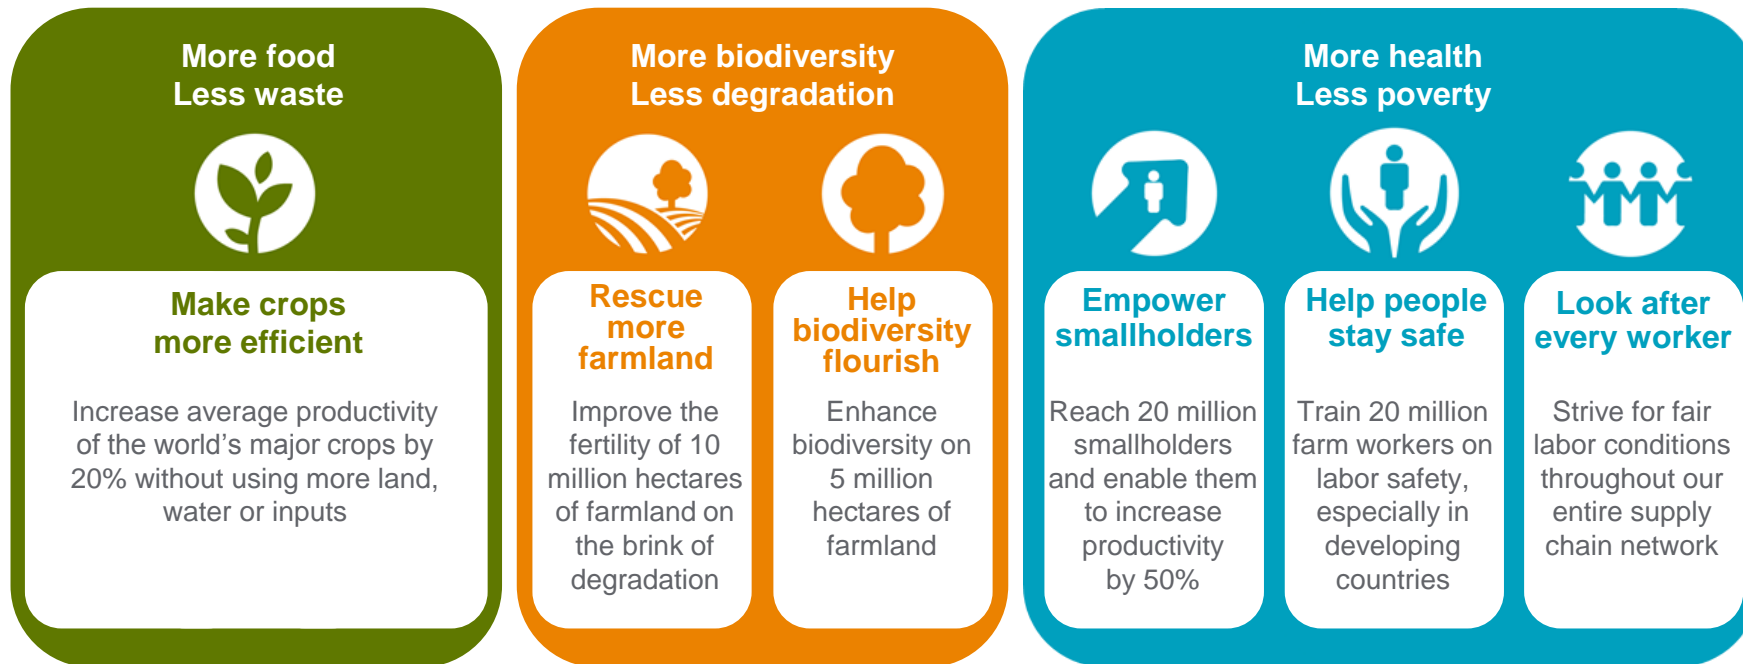 More food
Less waste
Make crops
more efficient
Increase average productivity
of the world’s major crops by
20% without using more land,
water or inputs
More biodiversity
Less degradation
Rescue
more
farmland
Improve the
fertility of 10
million hectares
of farmland on
the brink of
degradation
Help
biodiversity
flourish
Enhance
biodiversity on
5 million
hectares of
farmland
More health
Less poverty
Empower
smallholders
Reach 20 million
smallholders
and enable them
to increase
productivity
by 50%
Help people
stay safe
Train 20 million
farm workers on
labor safety,
especially in
developing
countries
Look after
every worker
Strive for fair
labor conditions
throughout our
entire supply
chain network